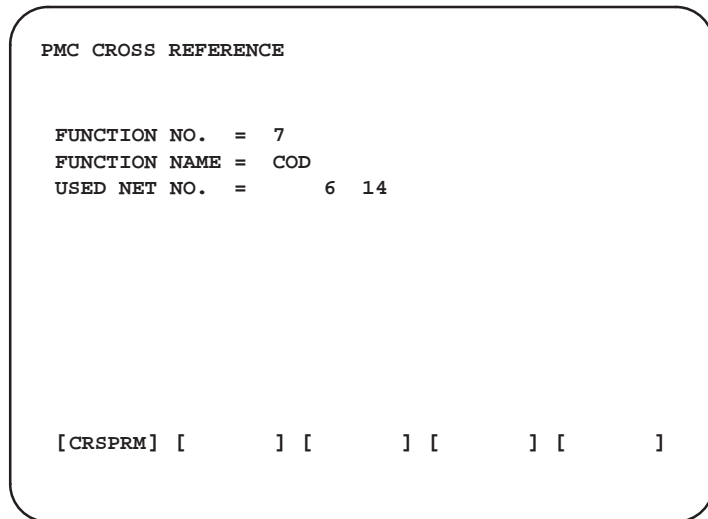 PMC CROSS REFERENCE
FUNCTION NO. = 7
FUNCTION NAME = COD
USED NET NO. = 6 14
[CRSPRM] [ ] [ ] [ ] [ ]